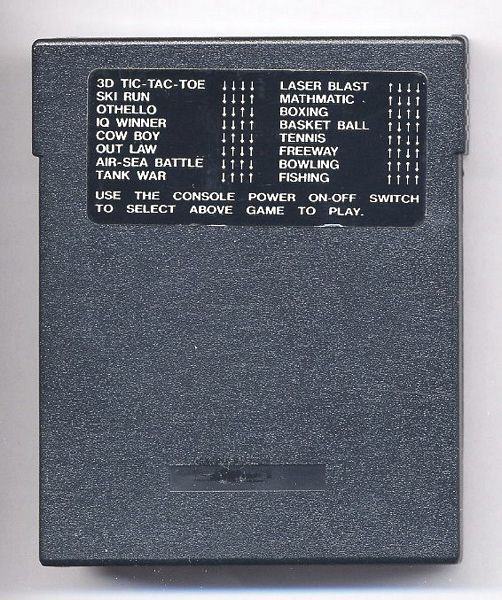 3D TIC-TAC-TOE ↓↓↓↓
SKI RUN ↓↓↓↑
OTHELLO ↓↓↑↓
IQ WINNER ↓↓↑↑
COW BOY ↓↑↓↓
OUT LAW ↓↑↓↑
AIR-SEA BATTLE ↓↑↑↓
TANK WAR ↓↑↑↑
LASER BLAST ↑↓↓↓
MATHMATIC ↑↓↓↑
BOXING ↑↓↑↓
BASKET BALL ↑↓↑↑
TENNIS ↑↑↓↓
FREEWAY ↑↑↓↑
BOWLING ↑↑↑↓
FISHING ↑↑↑↑
USE THE CONSOLE POWER ON-OFF SWITCH
TO SELECT ABOVE GAME TO PLAY.